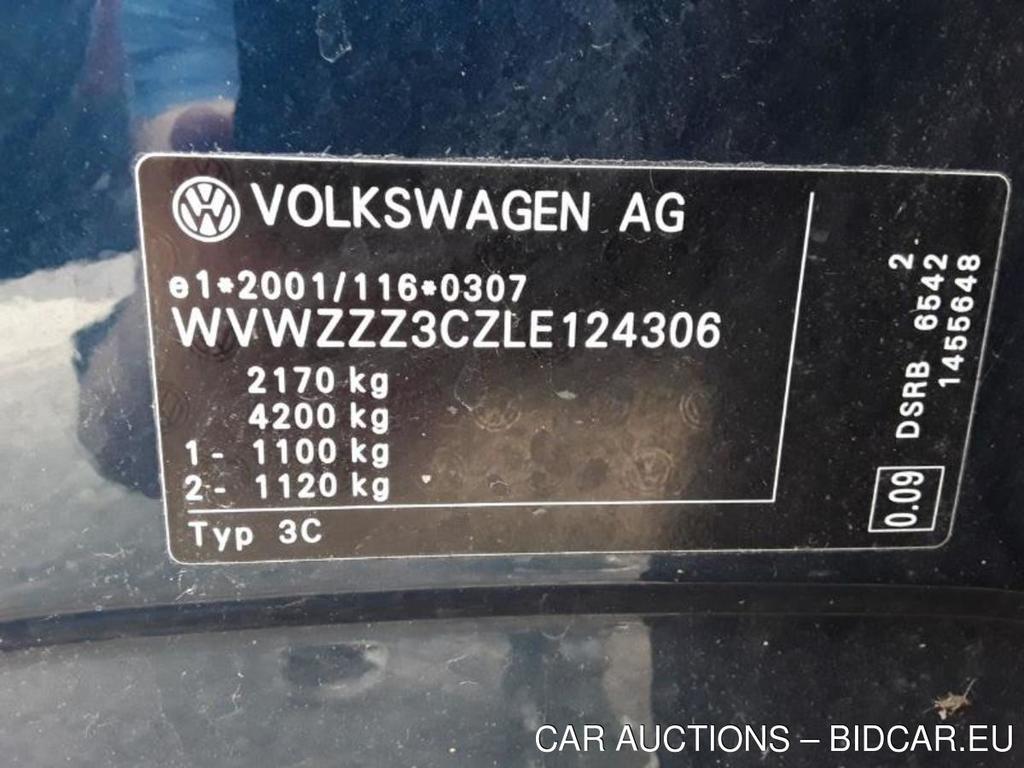 VOLKSWAGEN AG
e1*2001/116*0307
WVWZZZ3CZLE124306
2170 kg
4200 kg
1- 1100 kg
2- 1120 kg
Typ 3C
0.09 DSRB 6542 2
1455648
CAR AUCTIONS – BIDCAR.EU